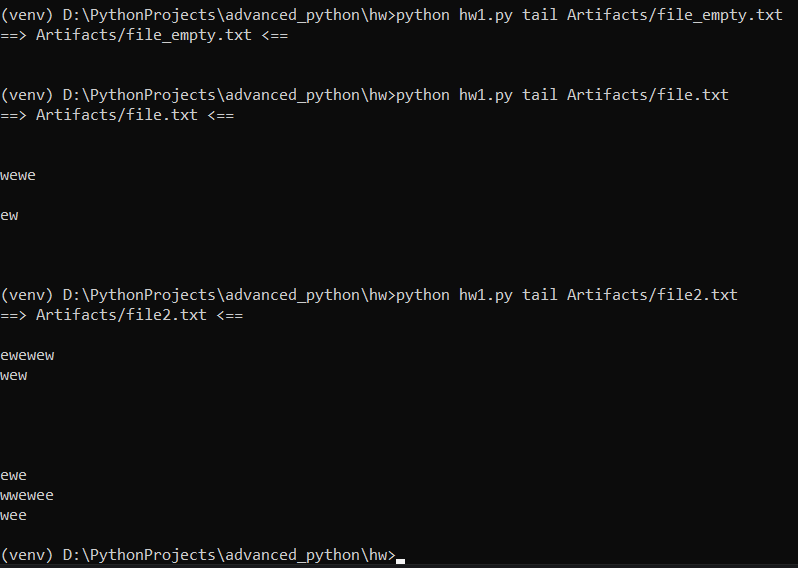 (venv) D:\PythonProjects\advanced_python\hw>python hw1.py tail Artifacts/file_empty.txt
==> Artifacts/file_empty.txt <==
(venv) D:\PythonProjects\advanced_python\hw>python hw1.py tail Artifacts/file.txt
==> Artifacts/file.txt <==
wewe
ew
(venv) D:\PythonProjects\advanced_python\hw>python hw1.py tail Artifacts/file2.txt
==> Artifacts/file2.txt <==
ewewew
wew
ewe
wwewee
wee
(venv) D:\PythonProjects\advanced_python\hw>